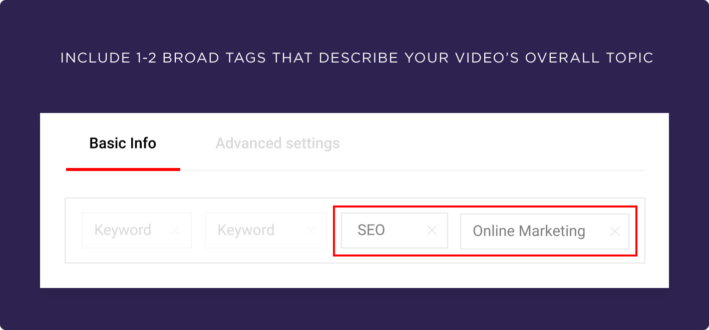 INCLUDE 1-2 BROAD TAGS THAT DESCRIBE YOUR VIDEO’S OVERALL TOPIC
Basic Info Advanced settings
Keyword × Keyword × SEO × Online Marketing ×